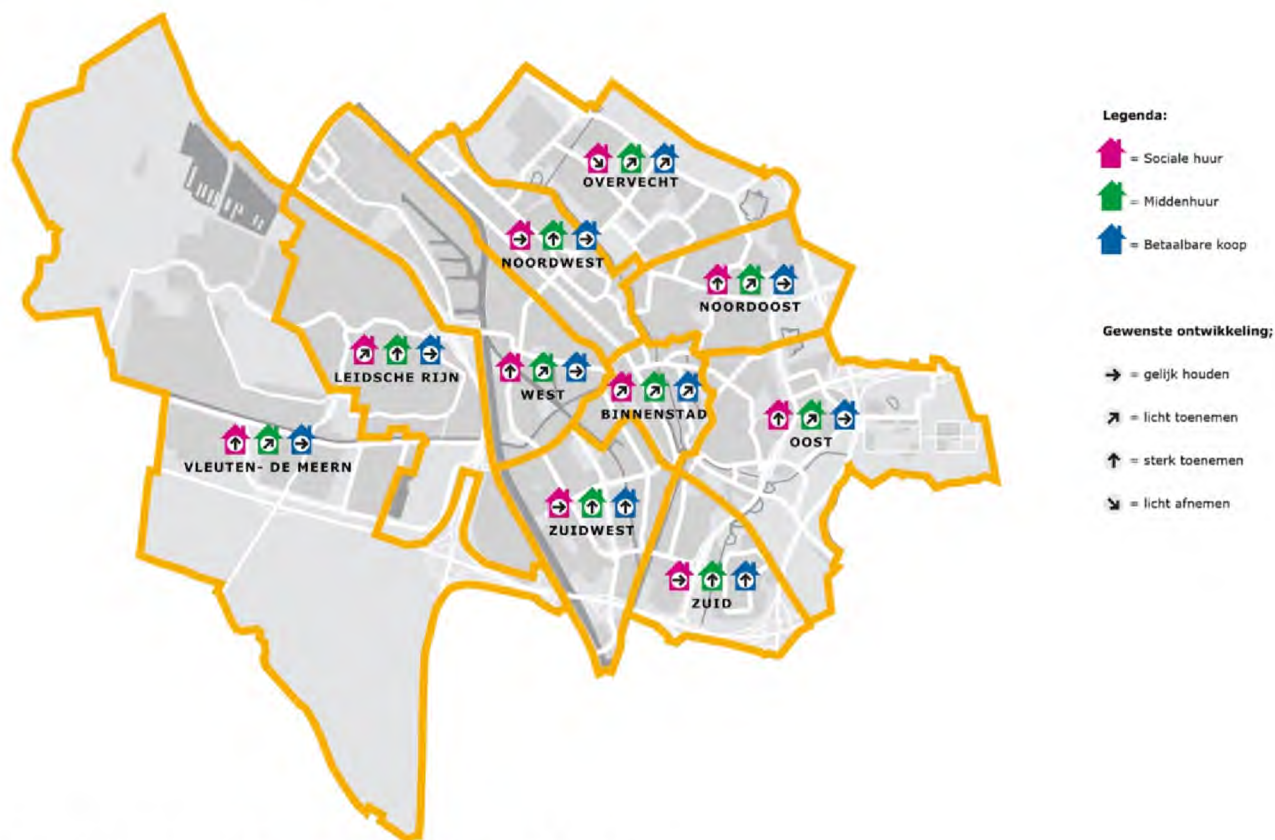 OVERVECHT
NOORDWEST
NOORDOOST
LEIDSCHE RIJN
WEST
BINNENSTAD
OOST
VLEUTEN- DE MEERN
ZUIDWEST
ZUID
Legenda:
= Sociale huur
= Middenhuur
= Betaalbare koop
Gewenste ontwikkeling;
= gelijk houden
= licht toenemen
= sterk toenemen
= licht afnemen